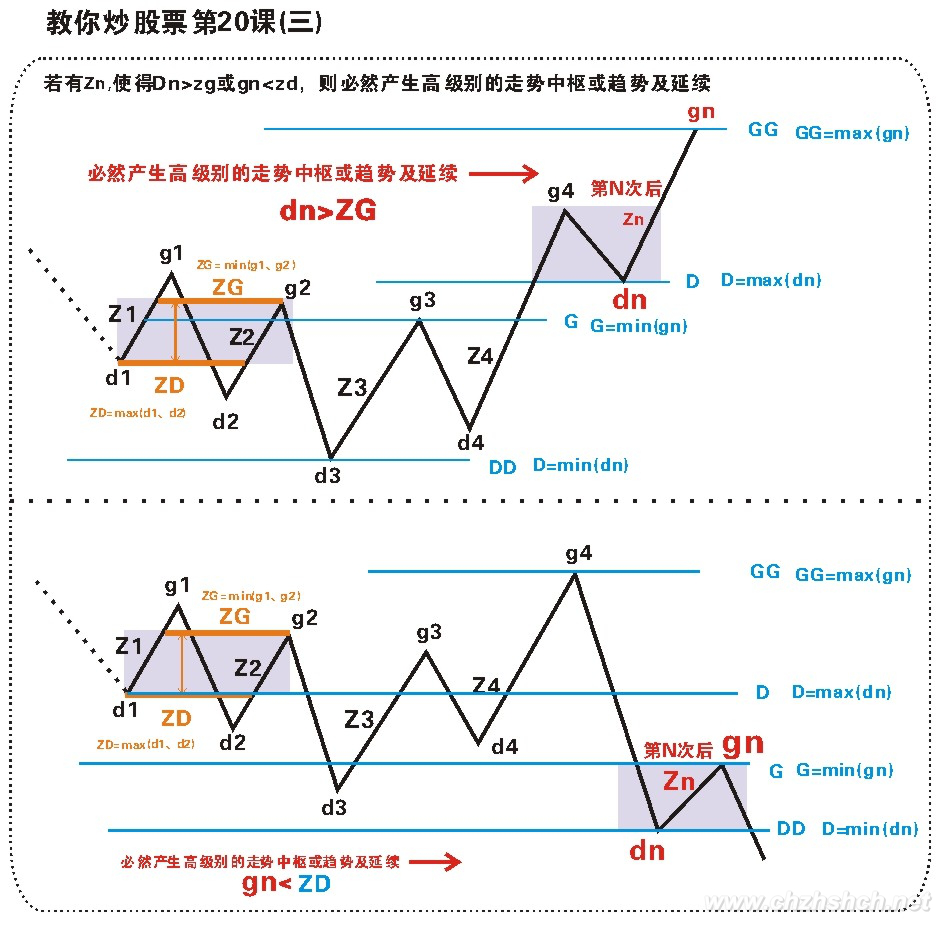 教你炒股票第20课(三)
若有Zn,使得Dn>zg或gn<zd，则必然产生高级别的走势中枢或趋势及延续
gn
GG GG=max(gn)
必然产生高级别的走势中枢或趋势及延续
g4 第N次后
Zn
dn>ZG
g1
ZG=min(g1、g2)
ZG
g2
D D=max(dn)
dn
g3
Z1
G G=min(gn)
Z2
Z4
d1
ZD
Z3
ZD=max(d1、d2)
d2
d4
DD D=min(dn)
d3
g4
GG GG=max(gn)
g1
ZG=min(g1、g2)
ZG
g2
g3
Z1
Z2
Z4
D D=max(dn)
d1
ZD
Z3
ZD=max(d1、d2)
d2
d4
第N次后 gn
G G=min(gn)
Zn
d3
DD D=min(dn)
dn
必然产生高级别的走势中枢或趋势及延续
gn< ZD
www.chzhshch.net